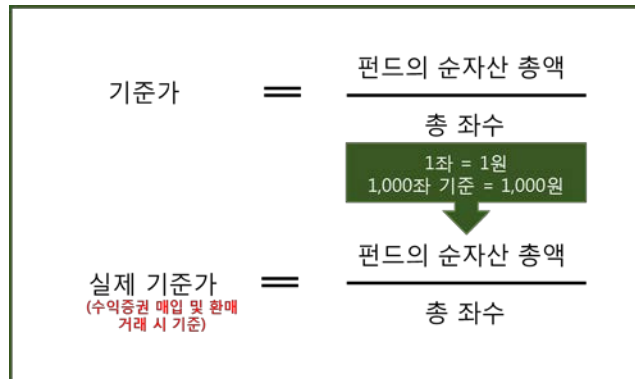 기준가 = 펀드의 순자산 총액
총 좌수
1좌 = 1원
1,000좌 기준 = 1,000원
실제 기준가 = 펀드의 순자산 총액
(수익증권 매입 및 환매
거래 시 기준)
총 좌수